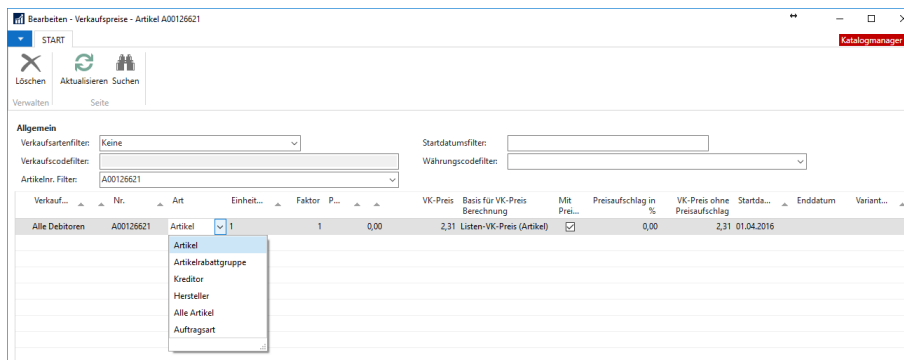 Bearbeiten - Verkaufspreise - Artikel A00126621
START
Katalogmanager
Löschen
Aktualisieren Suchen
Verwalten
Seite
Allgemein
Verkaufsartenfilter: Keine
Startdatumsfilter:
Verkaufscodefilter:
Währungscodefilter:
Artikelnr. Filter: A00126621
Verkauf... Nr. Art Einheit... Faktor P... VK-Preis Basis für VK-Preis Berechnung Mit Prei... Preisaufschlag in % VK-Preis ohne Preisaufschlag Startda... Enddatum Variant...
Alle Debitoren A00126621 Artikel 1 1 0,00 2,31 Listen-VK-Preis (Artikel) 0,00 2,31 01.04.2016
Artikel
Artikelrabattgruppe
Kreditor
Hersteller
Alle Artikel
Auftragsart